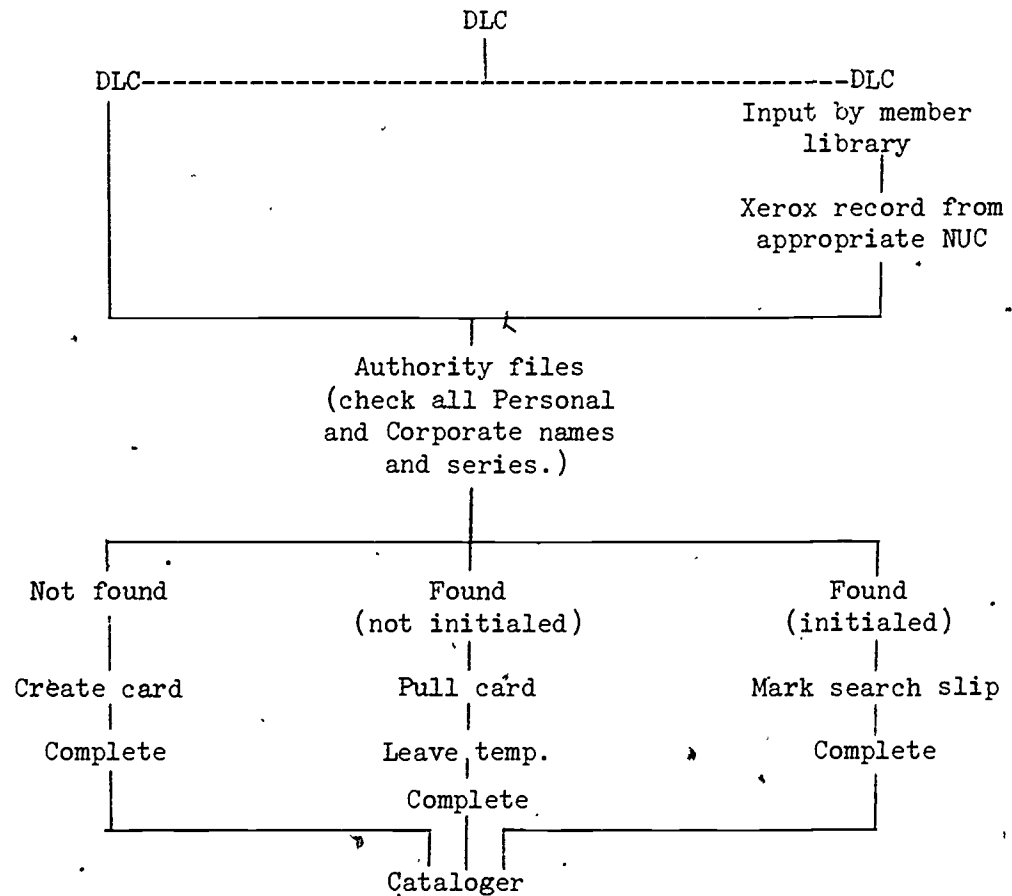 DLC
DLC DLC
Input by member
library
Xerox record from
appropriate NUC
Authority files
(check all Personal
and Corporate names
and series.)
Not found Found Found
(not initialed) (initialed)
Create card Pull card Mark search slip
Complete Leave temp. Complete
Complete
Cataloger